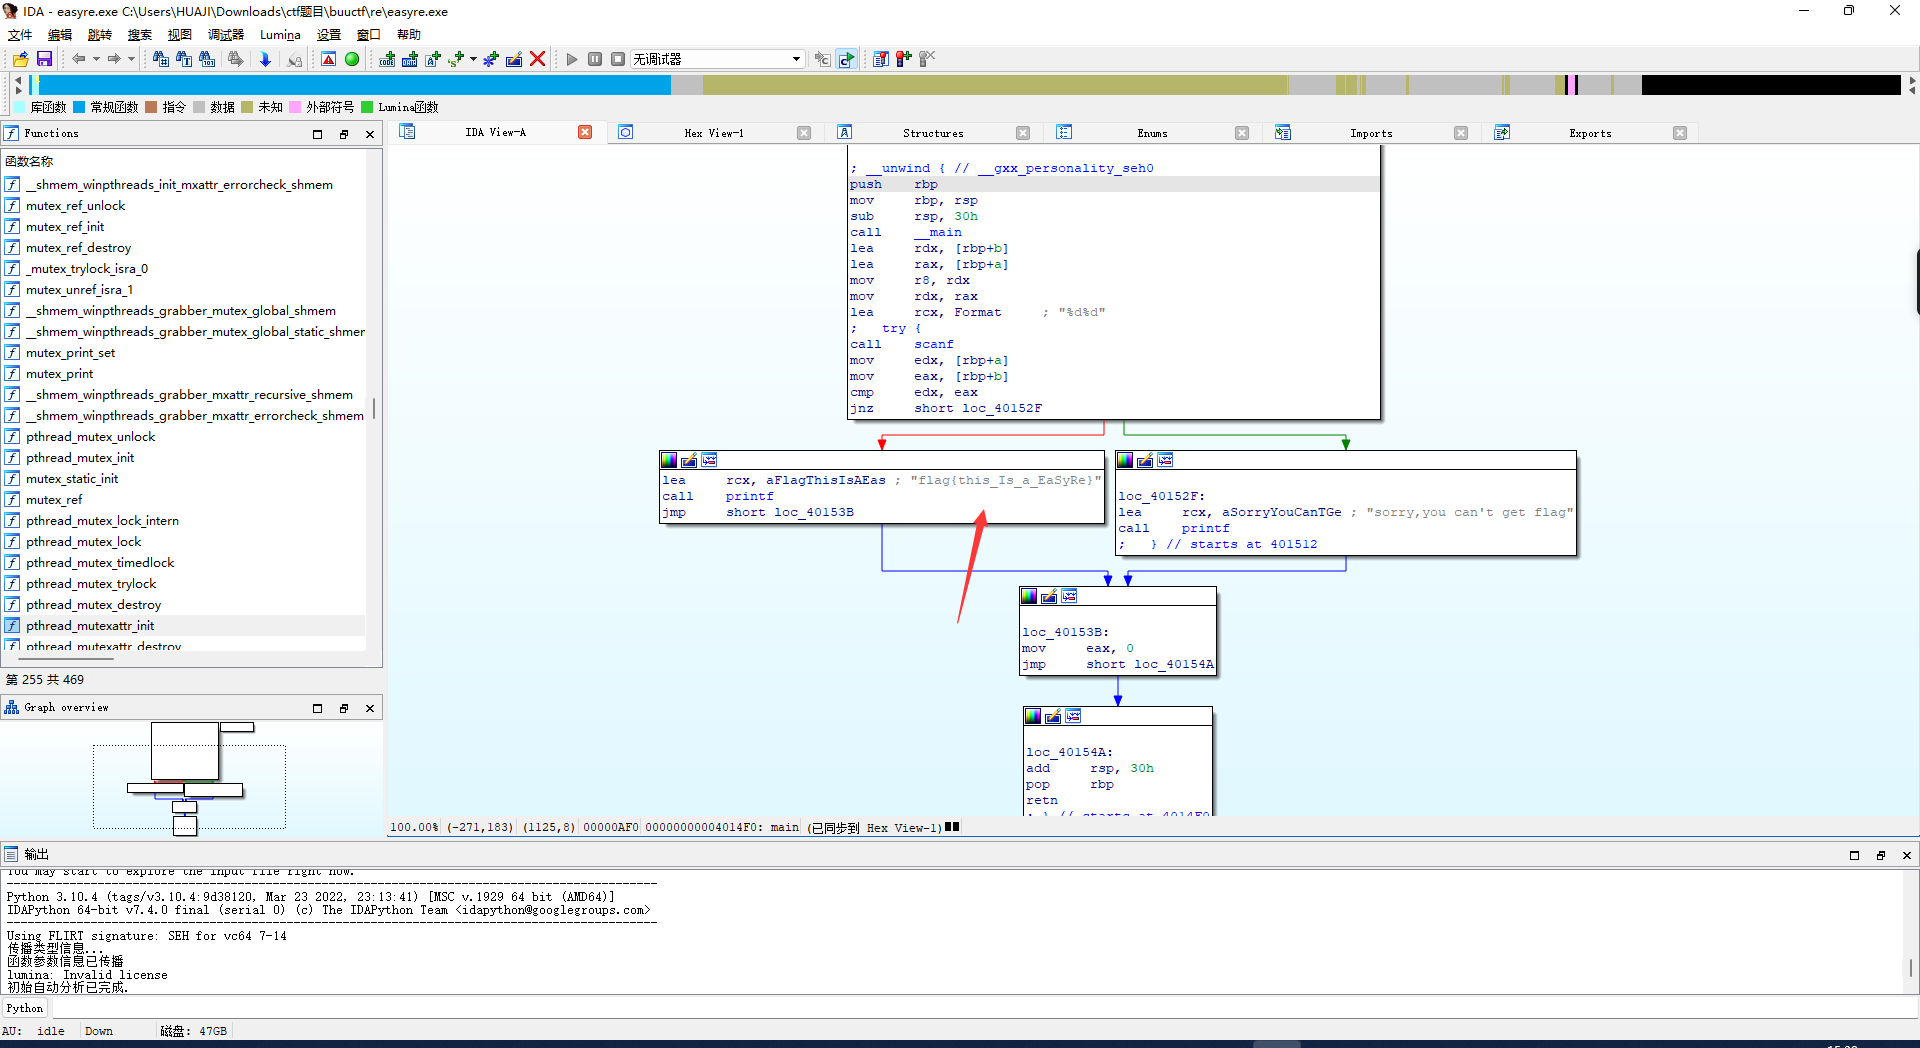 IDA - easyre.exe C:\Users\HUAJI\Downloads\ctf题目\buuctf\re\easyre.exe
文件 编辑 跳转 搜索 视图 调试器 Lumina 设置 窗口 帮助
无调试器
库函数 常规函数 指令 数据 未知 外部符号 Lumina函数
Functions
函数名称
__shmem_winpthreads_init_mxattr_errorcheck_shmem
mutex_ref_unlock
mutex_ref_init
mutex_ref_destroy
_mutex_trylock_isra_0
mutex_unref_isra_1
__shmem_winpthreads_grabber_mutex_global_shmem
__shmem_winpthreads_grabber_mutex_global_static_shmer
mutex_print_set
mutex_print
__shmem_winpthreads_grabber_mxattr_recursive_shmem
__shmem_winpthreads_grabber_mxattr_errorcheck_shmem
pthread_mutex_unlock
pthread_mutex_init
mutex_static_init
mutex_ref
pthread_mutex_lock_intern
pthread_mutex_lock
pthread_mutex_timedlock
pthread_mutex_trylock
pthread_mutex_destroy
pthread_mutexattr_init
pthread_mutexattr_destroy
第 255 共 469
Graph overview
IDA View-A Hex View-1 Structures Enums Imports Exports
; __unwind { // __gxx_personality_seh0
push rbp
mov rbp, rsp
sub rsp, 30h
call __main
lea rdx, [rbp+b]
lea rax, [rbp+a]
mov r8, rdx
mov rdx, rax
lea rcx, Format ; "%d%d"
; try {
call scanf
mov edx, [rbp+a]
mov eax, [rbp+b]
cmp edx, eax
jnz short loc_40152F
lea rcx, aFlagThisIsAEas ; "flag{this_Is_a_EaSyRe}"
call printf
jmp short loc_40153B
loc_40152F:
lea rcx, aSorryYouCanTGe ; "sorry,you can't get flag"
call printf
; } // starts at 401512
loc_40153B:
mov eax, 0
jmp short loc_40154A
loc_40154A:
add rsp, 30h
pop rbp
retn
; } // starts at 4014F0
100.00% (-271,183) (1125,8) 00000AF0 00000000004014F0: main (已同步到 Hex View-1)
输出
You may start to explore the input file right now.
Python 3.10.4 (tags/v3.10.4:9d38120, Mar 23 2022, 23:13:41) [MSC v.1929 64 bit (AMD64)]
IDAPython 64-bit v7.4.0 final (serial 0) (c) The IDAPython Team <idapython@googlegroups.com>
Using FLIRT signature: SEH for vc64 7-14
传播类型信息...
函数参数信息已传播
lumina: Invalid license
初始自动分析已完成.
Python
AU: idle Down 磁盘: 47GB